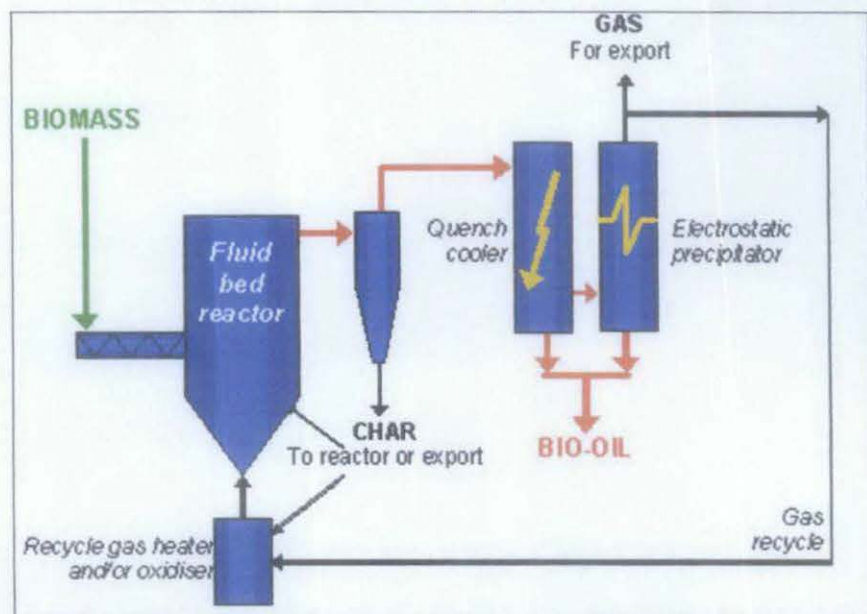 GAS
For export
BIOMASS
Fluid
bed
reactor
Quench
cooler
Electrostatic
precipitator
CHAR
To reactor or export
BIO-OIL
Recycle gas heater
and/or oxidiser
Gas
recycle